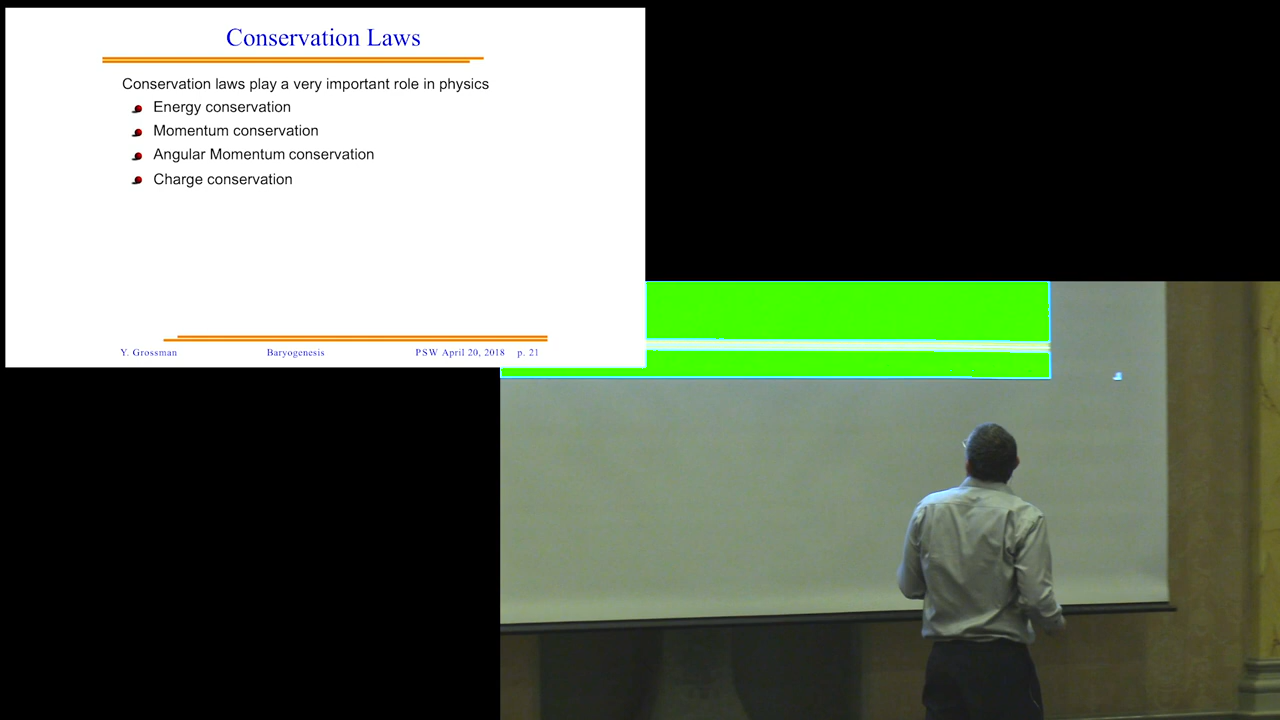 Conservation Laws
Conservation laws play a very important role in physics
Energy conservation
Momentum conservation
Angular Momentum conservation
Charge conservation
Y. Grossman Baryogenesis PSW April 20, 2018 p. 21